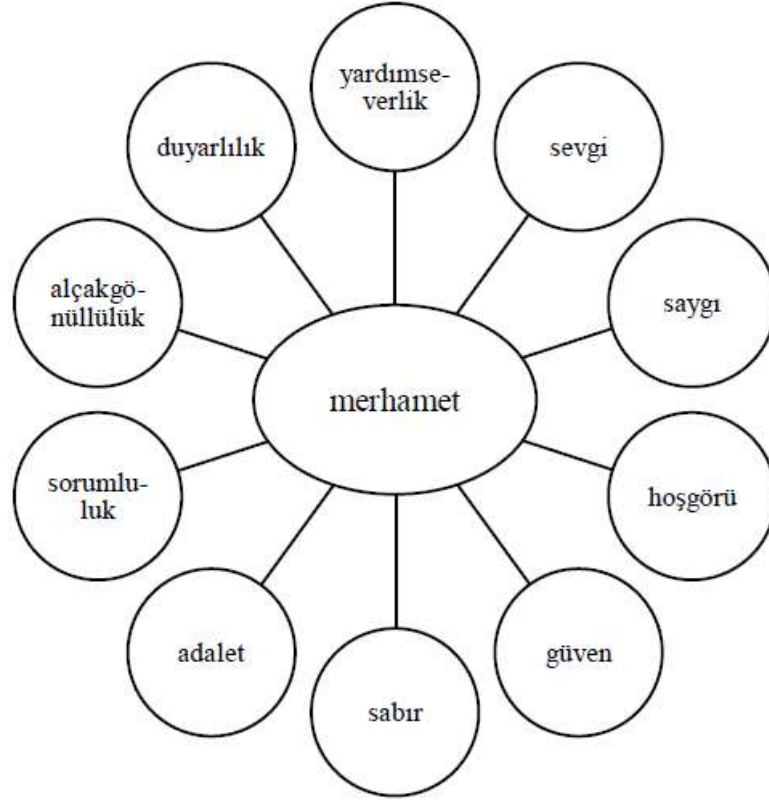 yardımse-
verlik
sevgi
saygı
hoşgörü
güven
sabır
adalet
sorumlu-
luk
alçakgö-
nüllülük
duyarlılık
merhamet